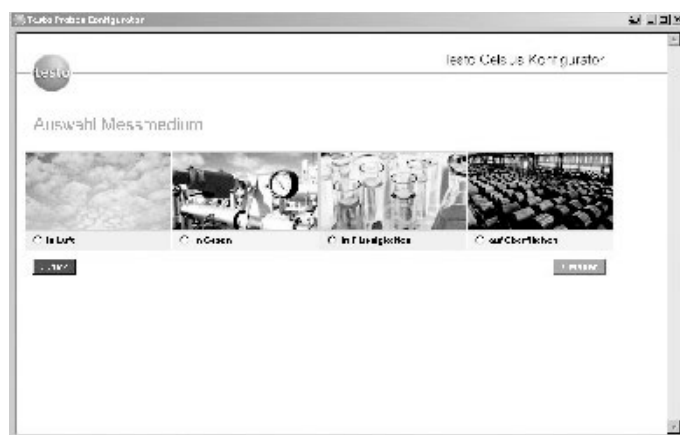 Testo Probes Configurator
Testo Celsius Konfigurator
testo
Auswahl Messmedium
in Luft
in Gasen
in Flüssigkeiten
auf Oberflächen